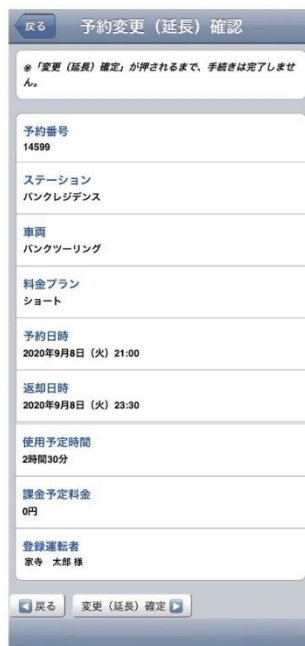 戻る
予約変更（延長）確認
※「変更（延長）確定」が押されるまで、手続きは完了しませ
ん。
予約番号
14599
ステーション
バンクレジデンス
車両
バンクツーリング
料金プラン
ショート
予約日時
2020年9月8日（火）21:00
返却日時
2020年9月8日（火）23:30
使用予定時間
2時間30分
課金予定料金
0円
登録運転者
家寺　太郎 様
戻る
変更（延長）確定